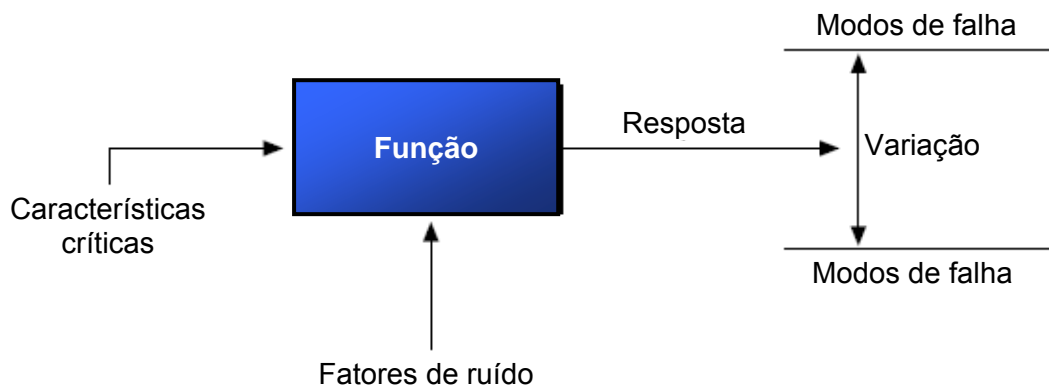 Modos de falha
Função
Resposta
Variação
Características
críticas
Modos de falha
Fatores de ruído